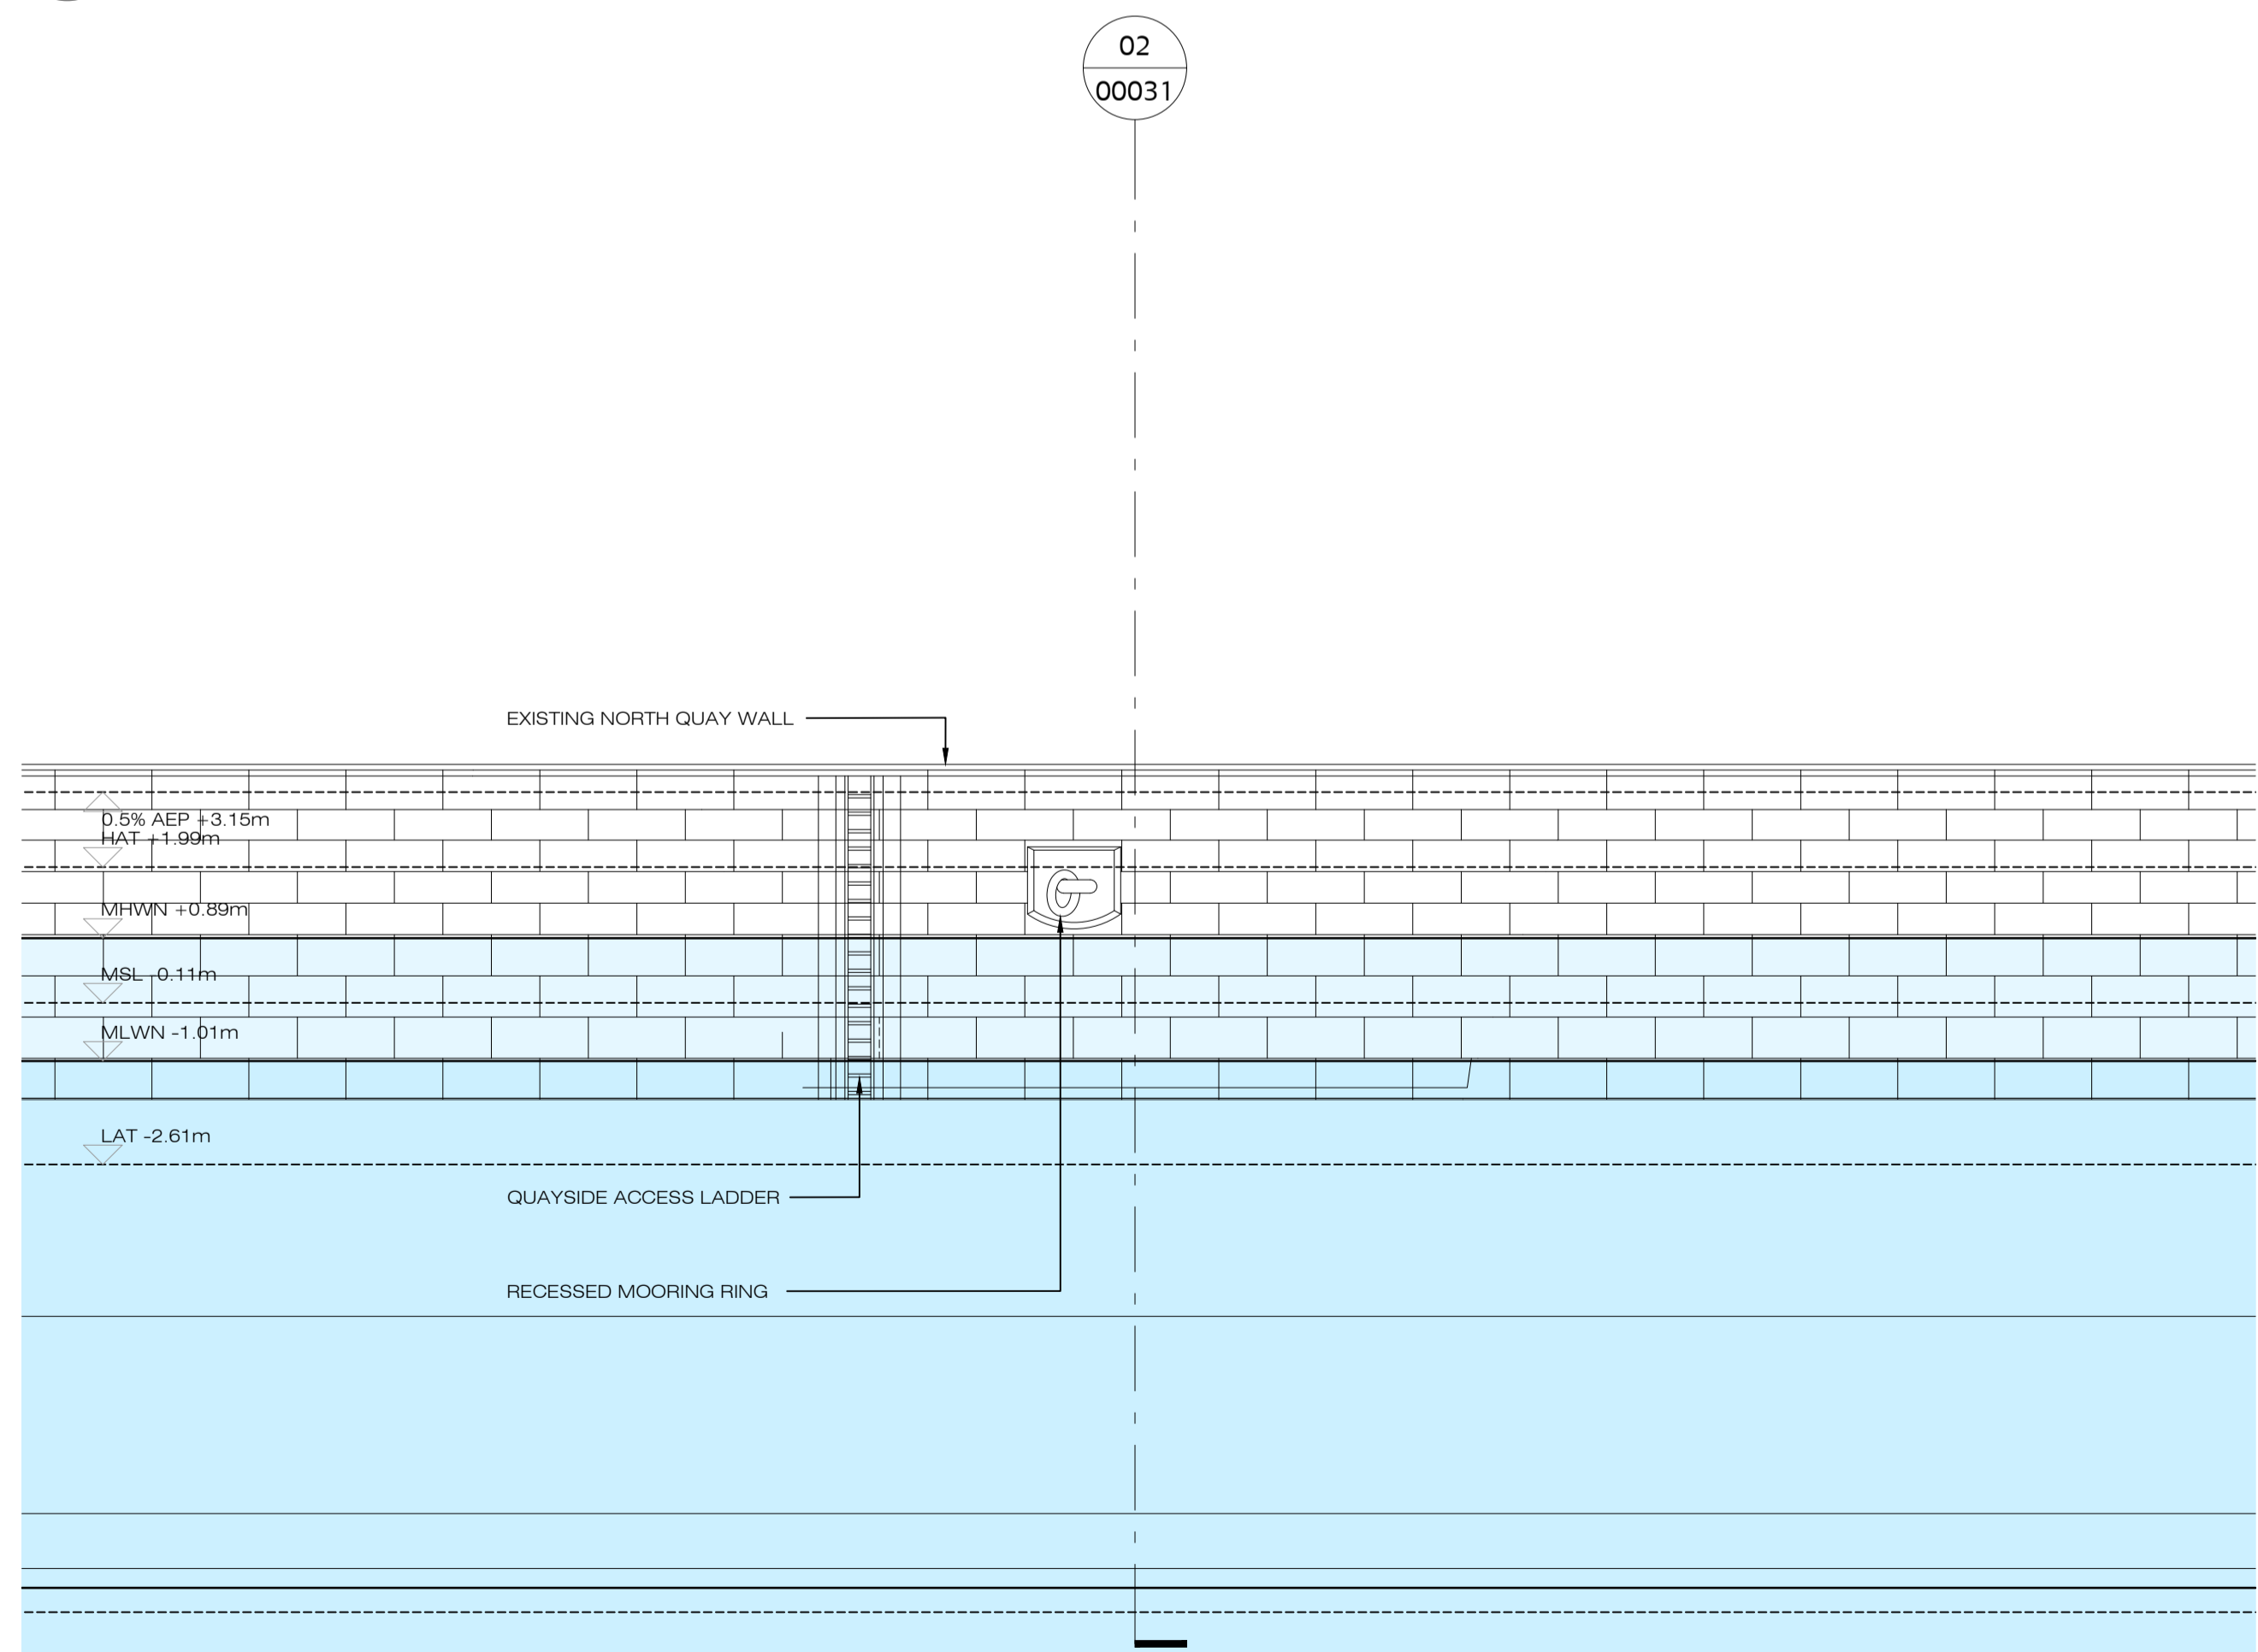 02
00031
EXISTING NORTH QUAY WALL
0.5% AEP +3.15m
HAT +1.99m
MHWN +0.89m
MSL -0.11m
MLWN -1.01m
LAT -2.61m
QUAYSIDE ACCESS LADDER
RECESSED MOORING RING